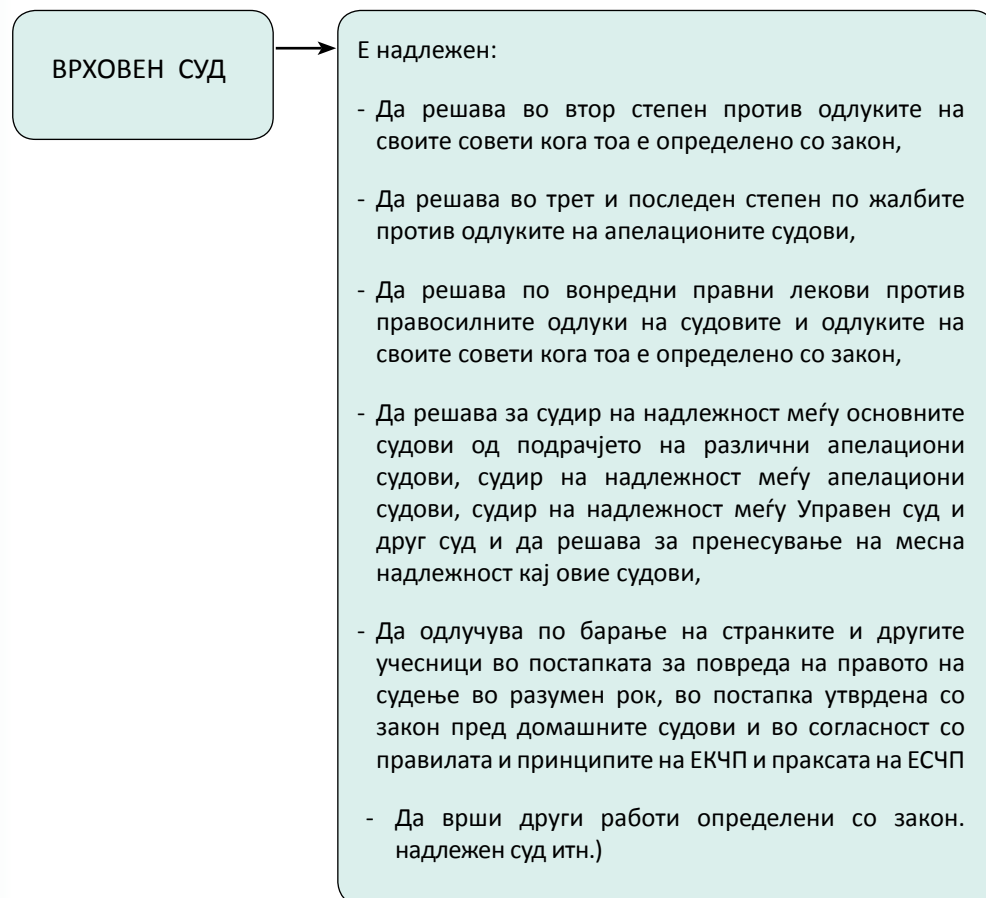 ВРХОВЕН СУД
Е надлежен:
- Да решава во втор степен против одлуките на
своите совети кога тоа е определено со закон,
- Да решава во трет и последен степен по жалбите
против одлуките на апелационите судови,
- Да решава по вонредни правни лекови против
правосилните одлуки на судовите и одлуките на
своите совети кога тоа е определено со закон,
- Да решава за судир на надлежност меѓу основните
судови од подрачјето на различни апелациони
судови, судир на надлежност меѓу апелациони
судови, судир на надлежност меѓу Управен суд и
друг суд и да решава за пренесување на месна
надлежност кај овие судови,
- Да одлучува по барање на странките и другите
учесници во постапката за повреда на правото на
судење во разумен рок, во постапка утврдена со
закон пред домашните судови и во согласност со
правилата и принципите на ЕКЧП и праксата на ЕСЧП
- Да врши други работи определени со закон.
надлежен суд итн.)